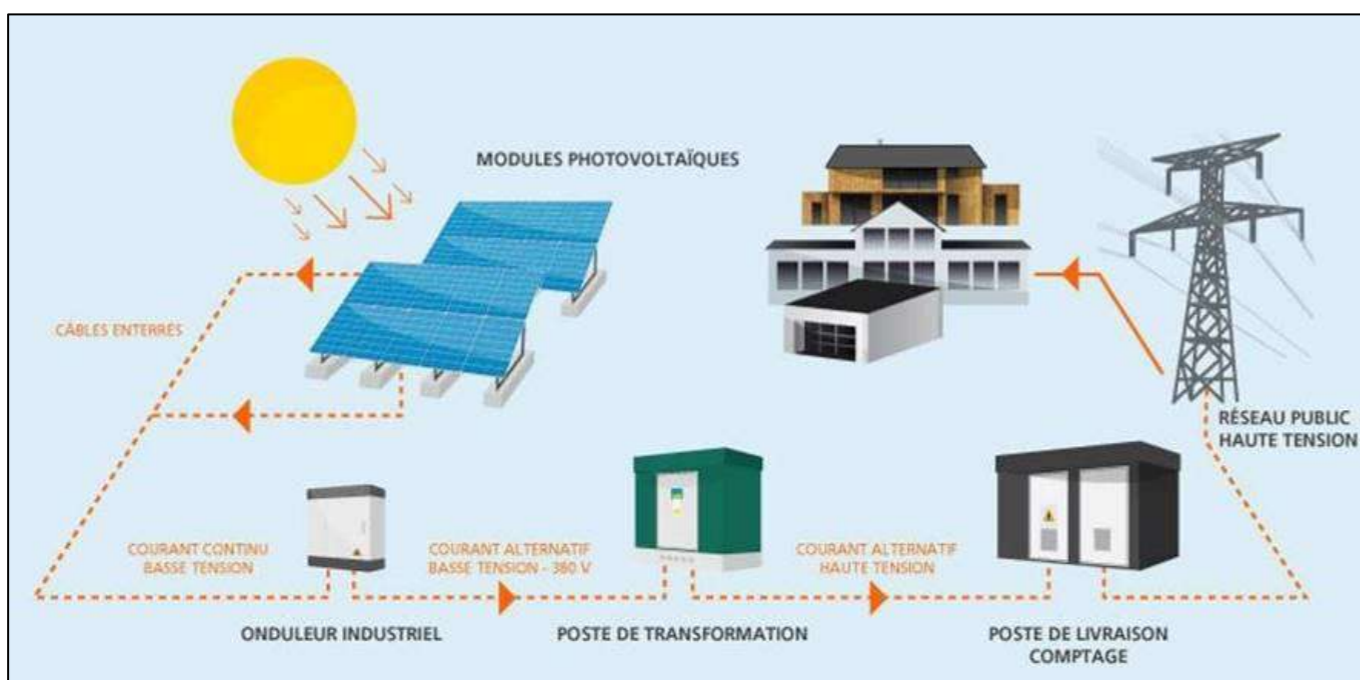 MODULES PHOTOVOLTAÏQUES
CÂBLES ENTERRÉS
RÉSEAU PUBLIC
HAUTE TENSION
COURANT CONTINU
BASSE TENSION
COURANT ALTERNATIF
BASSE TENSION - 380 V
COURANT ALTERNATIF
HAUTE TENSION
ONDULEUR INDUSTRIEL
POSTE DE TRANSFORMATION
POSTE DE LIVRAISON
COMPTAGE